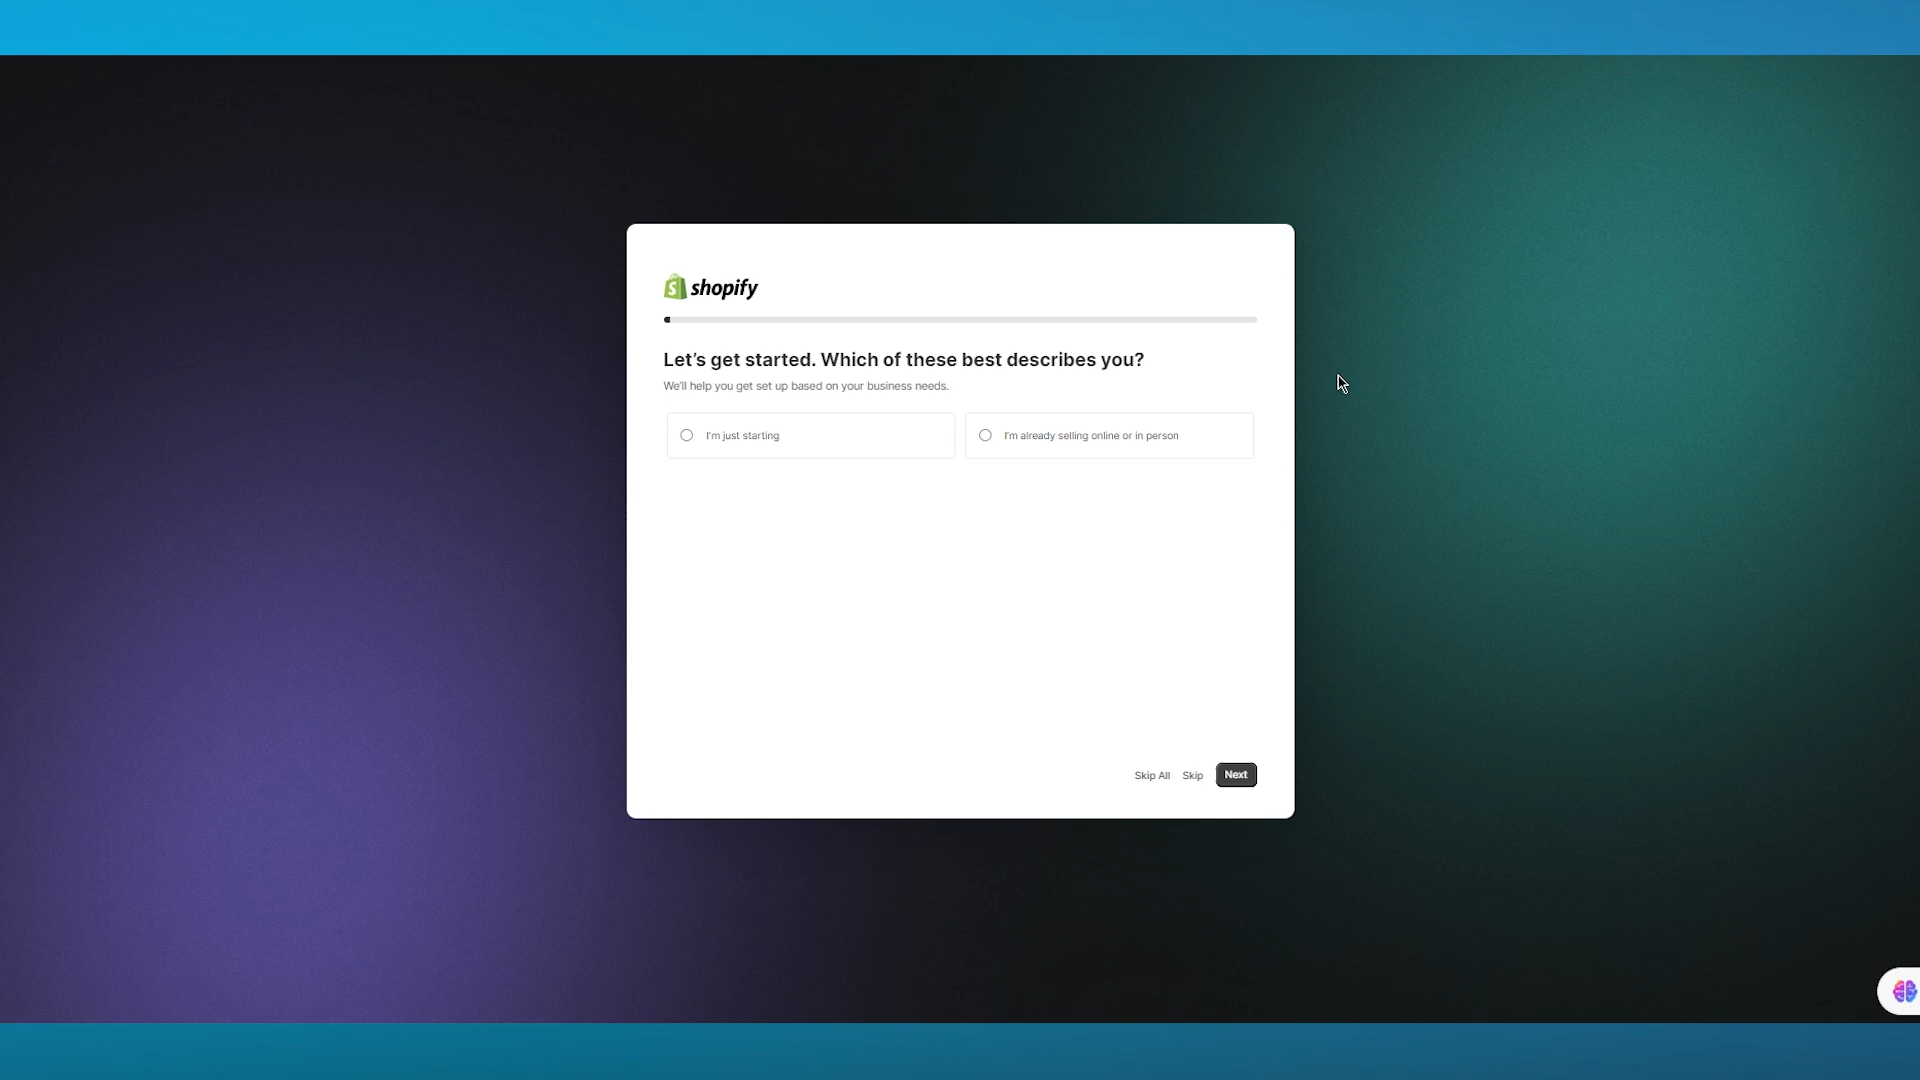 shopify
Let's get started. Which of these best describes you?
We'll help you get set up based on your business needs.
I'm just starting
I'm already selling online or in person
Skip All Skip Next